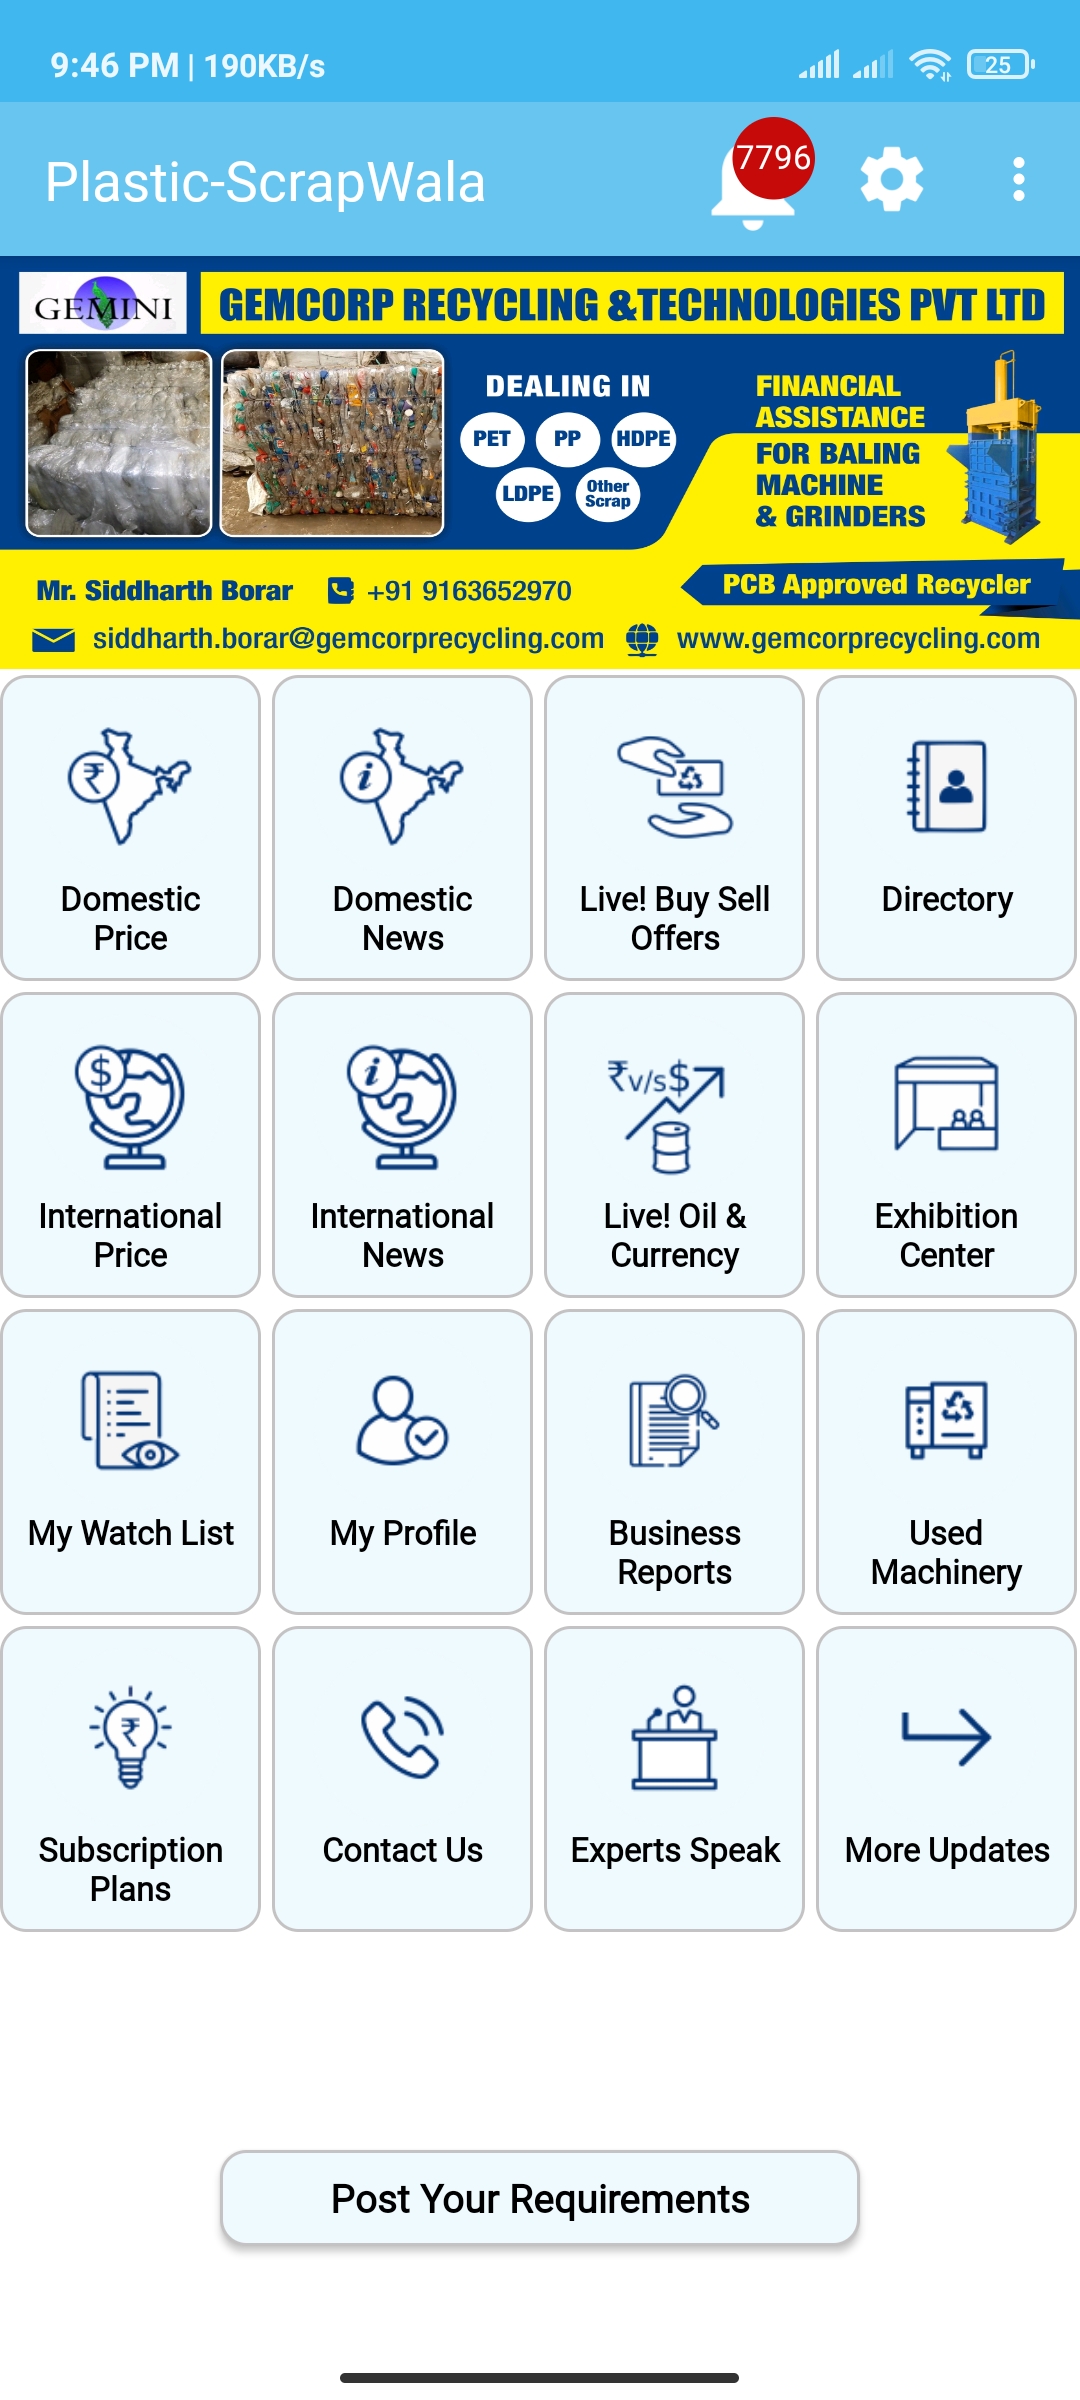 9:46 PM | 190KB/s
25
Plastic-ScrapWala
7796
GEMINI
GEMCORP RECYCLING &TECHNOLOGIES PVT LTD
DEALING IN
PET PP HDPE
LDPE Other Scrap
FINANCIAL
ASSISTANCE
FOR BALING
MACHINE
& GRINDERS
Mr. Siddharth Borar +91 9163652970
PCB Approved Recycler
siddharth.borar@gemcorprecycling.com www.gemcorprecycling.com
₹
i
Domestic
Price
Domestic
News
Live! Buy Sell
Offers
Directory
$
i
₹v/s$
International
Price
International
News
Live! Oil &
Currency
Exhibition
Center
My Watch List
My Profile
Business
Reports
Used
Machinery
₹
Subscription
Plans
Contact Us
Experts Speak
More Updates
Post Your Requirements